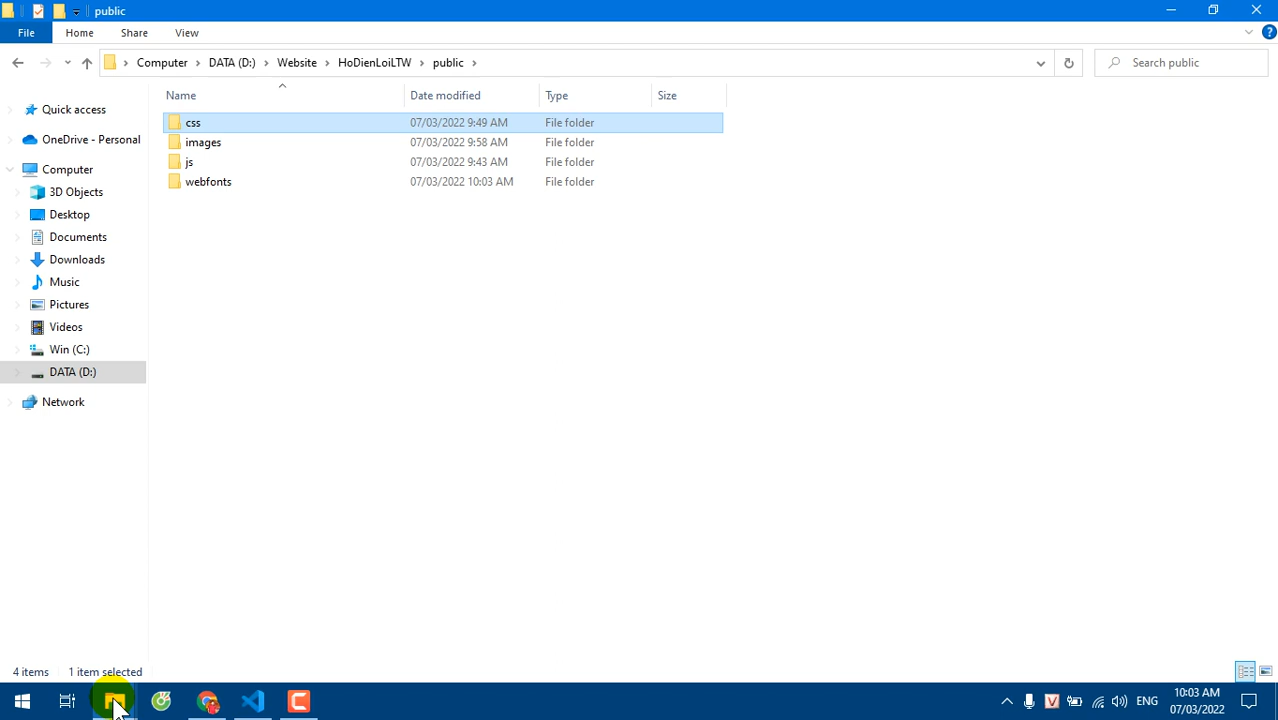 public
File Home Share View
Computer DATA (D:) Website HoDienLoiLTW public Search public
Name Date modified Type Size
Quick access
css 07/03/2022 9:49 AM File folder
OneDrive - Personal
images 07/03/2022 9:58 AM File folder
js 07/03/2022 9:43 AM File folder
Computer
webfonts 07/03/2022 10:03 AM File folder
3D Objects
Desktop
Documents
Downloads
Music
Pictures
Videos
Win (C:)
DATA (D:)
Network
4 items 1 item selected
ENG
10:03 AM
07/03/2022